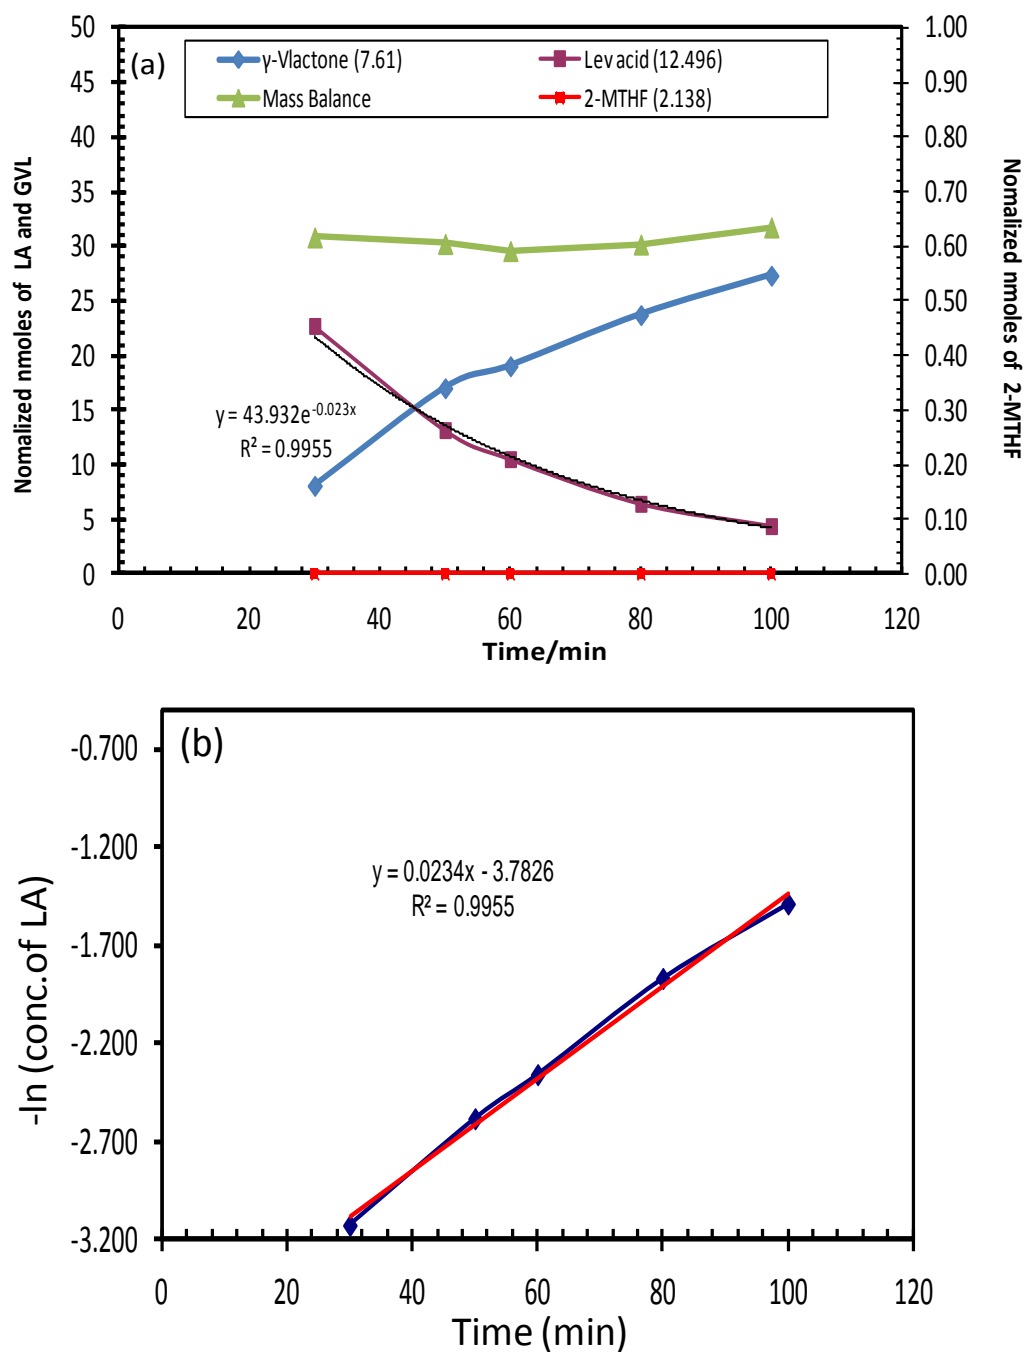 (a)
γ-Vlactone (7.61)
Lev acid (12.496)
Mass Balance
2-MTHF (2.138)
50
45
40
35
30
25
20
15
10
5
0
Nomalized nmoles of LA and GVL
1.00
0.90
0.80
0.70
0.60
0.50
0.40
0.30
0.20
0.10
0.00
Nomalized nmoles of 2-MTHF
y = 43.932e^-0.023x
R² = 0.9955
0 20 40 60 80 100 120
Time/min
(b)
-0.700
-1.200
-1.700
-2.200
-2.700
-3.200
-ln (conc.of LA)
y = 0.0234x - 3.7826
R² = 0.9955
0 20 40 60 80 100 120
Time (min)